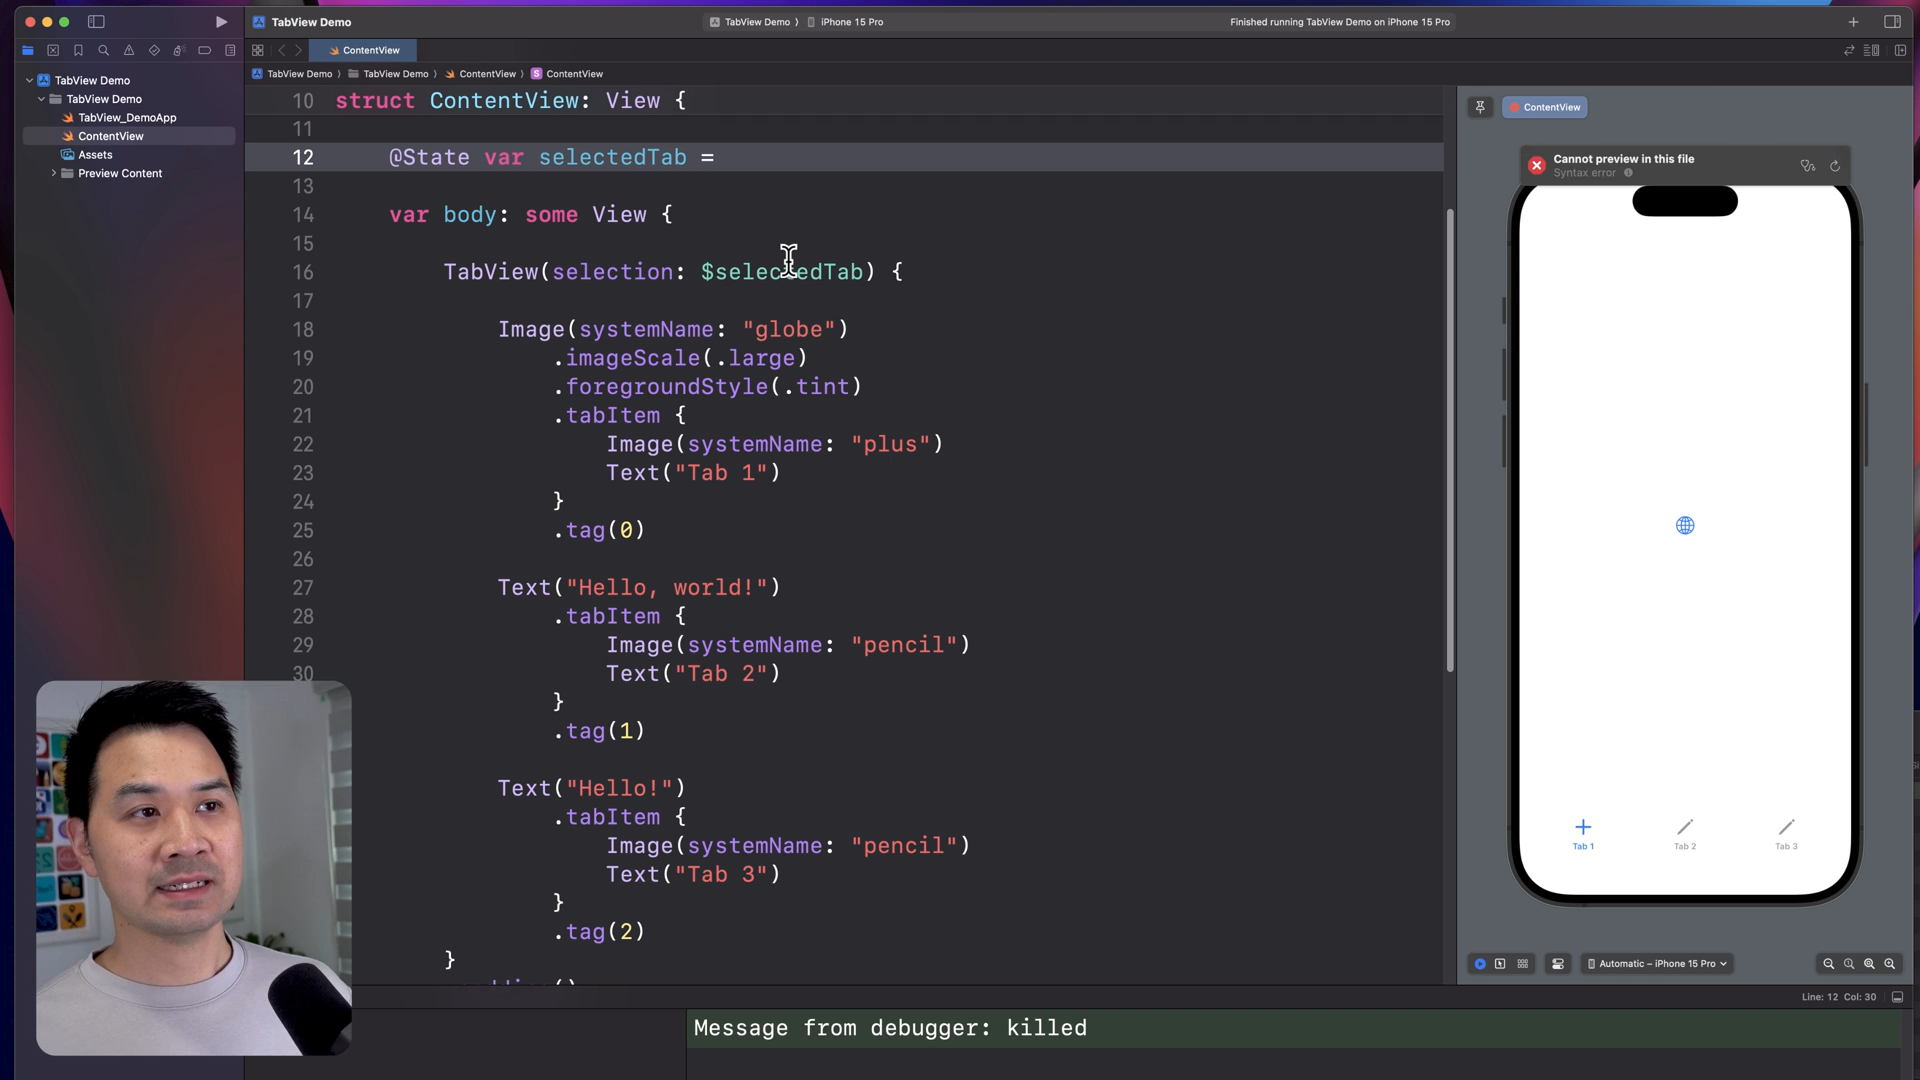 TabView Demo
TabView Demo 〉 iPhone 15 Pro
Finished running TabView Demo on iPhone 15 Pro
ContentView
TabView Demo
TabView Demo
TabView_DemoApp
ContentView
Assets
Preview Content
TabView Demo 〉 TabView Demo 〉 ContentView 〉 S ContentView
10 struct ContentView: View {
11
12 @State var selectedTab =
13
14 var body: some View {
15
16 TabView(selection: $selectedTab) {
17
18 Image(systemName: "globe")
19 .imageScale(.large)
20 .foregroundStyle(.tint)
21 .tabItem {
22 Image(systemName: "plus")
23 Text("Tab 1")
24 }
25 .tag(0)
26
27 Text("Hello, world!")
28 .tabItem {
29 Image(systemName: "pencil")
30 Text("Tab 2")
}
.tag(1)
Text("Hello!")
.tabItem {
Image(systemName: "pencil")
Text("Tab 3")
}
.tag(2)
}
ContentView
Cannot preview in this file
Syntax error
Tab 1
Tab 2
Tab 3
Automatic – iPhone 15 Pro
Line: 12 Col: 30
Message from debugger: killed